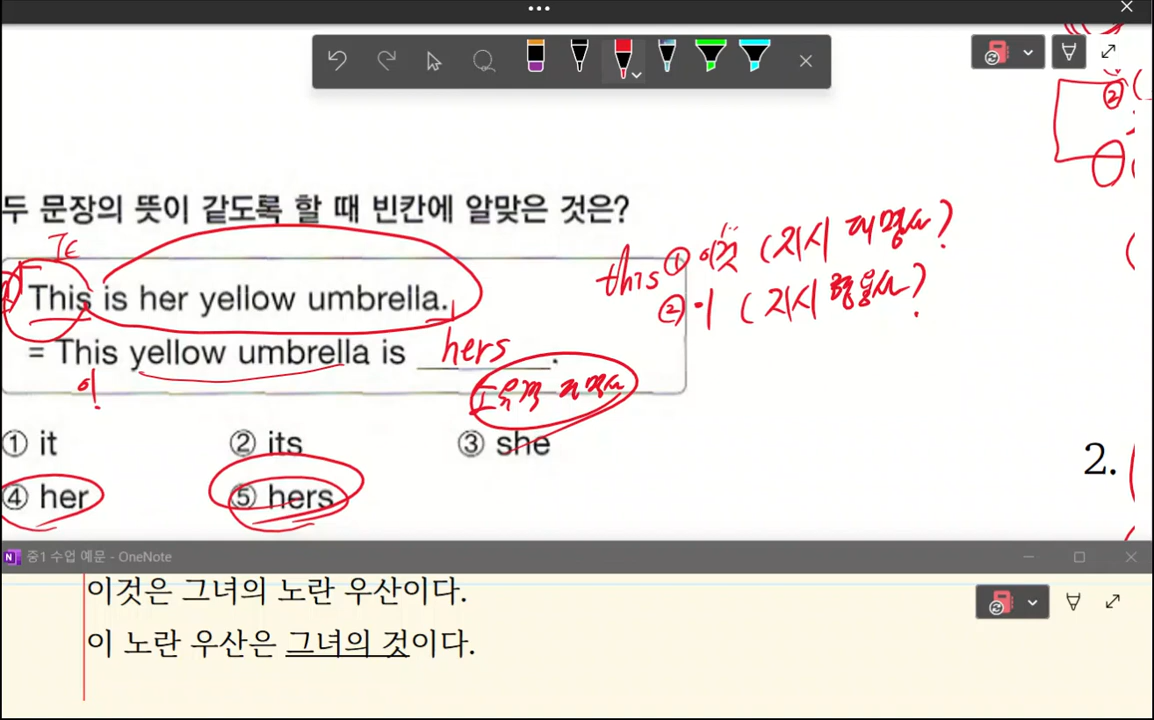 두 문장의 뜻이 같도록 할 때 빈칸에 알맞은 것은?
This is her yellow umbrella.
= This yellow umbrella is hers.
이
소유격 대명사
this ① 이것 (지시 대명사)
② 이 (지시 형용사)
① it
② its
③ she
④ her
⑤ hers
2.
②
중1 수업 예문 - OneNote
이것은 그녀의 노란 우산이다.
이 노란 우산은 그녀의 것이다.